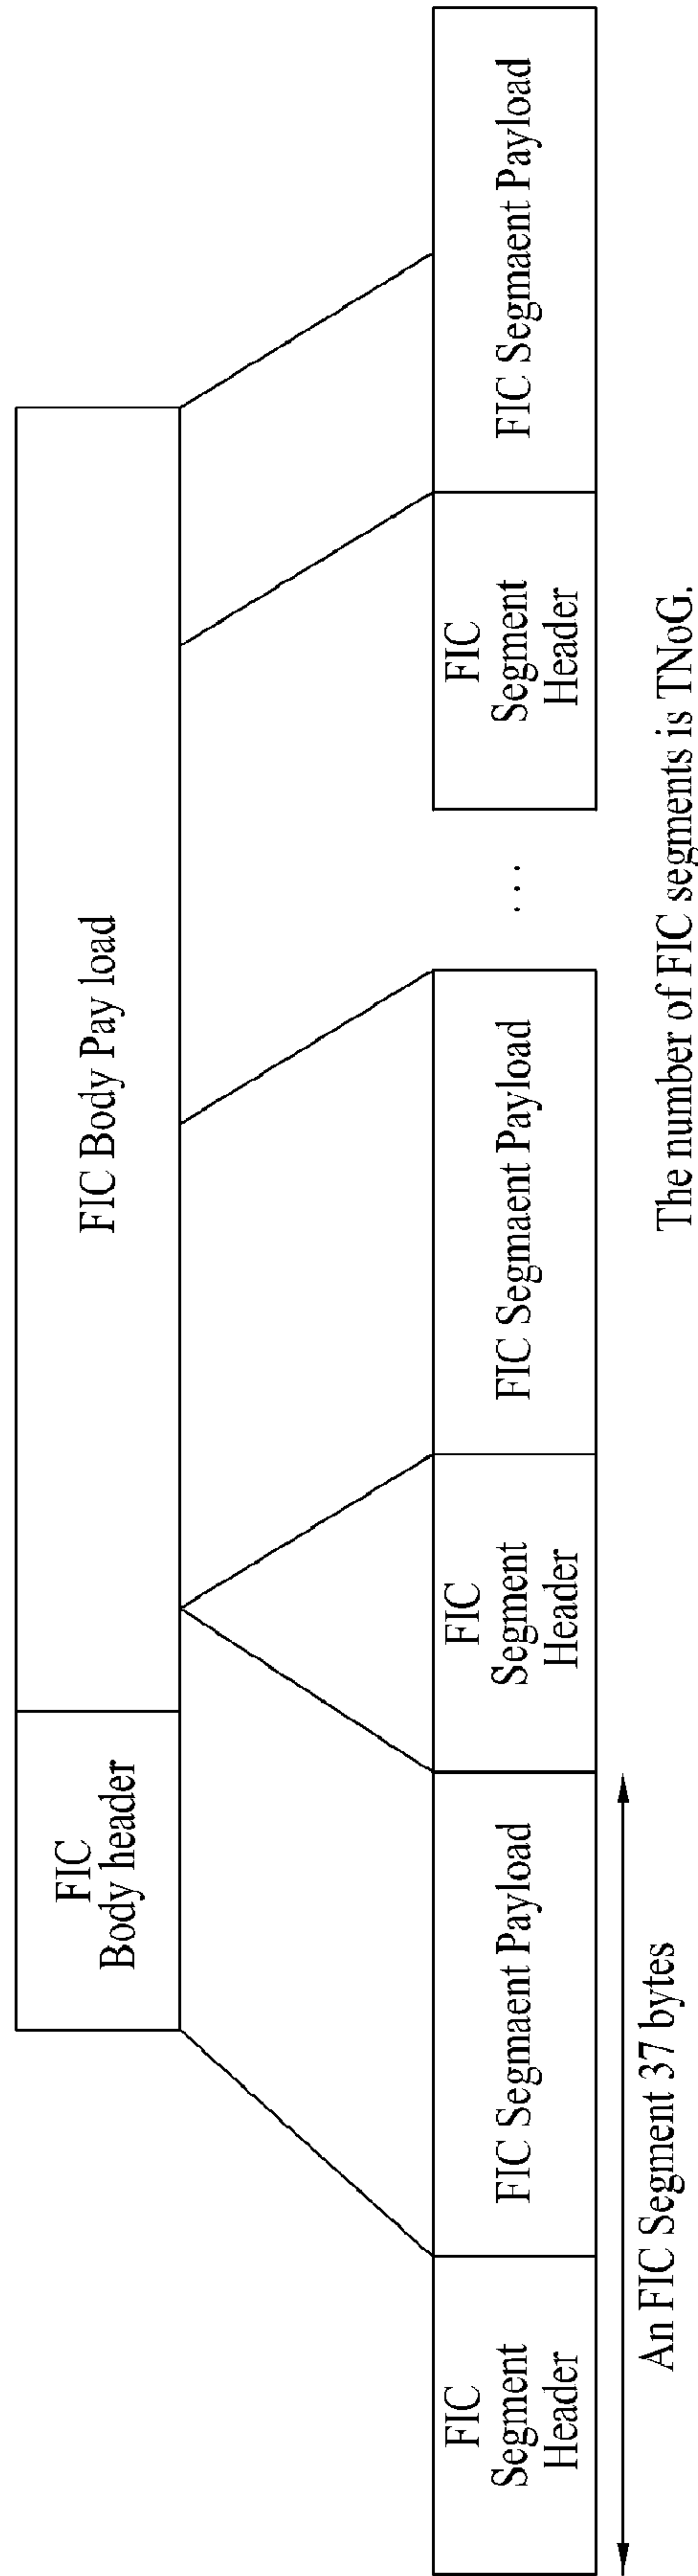 FIC
Body header
FIC Body Pay load
FIC
Segment
Header
FIC Segmaent Payload
FIC
Segment
Header
FIC Segmaent Payload
. . .
FIC
Segment
Header
FIC Segmaent Payload
An FIC Segment 37 bytes
The number of FIC segments is TNoG.